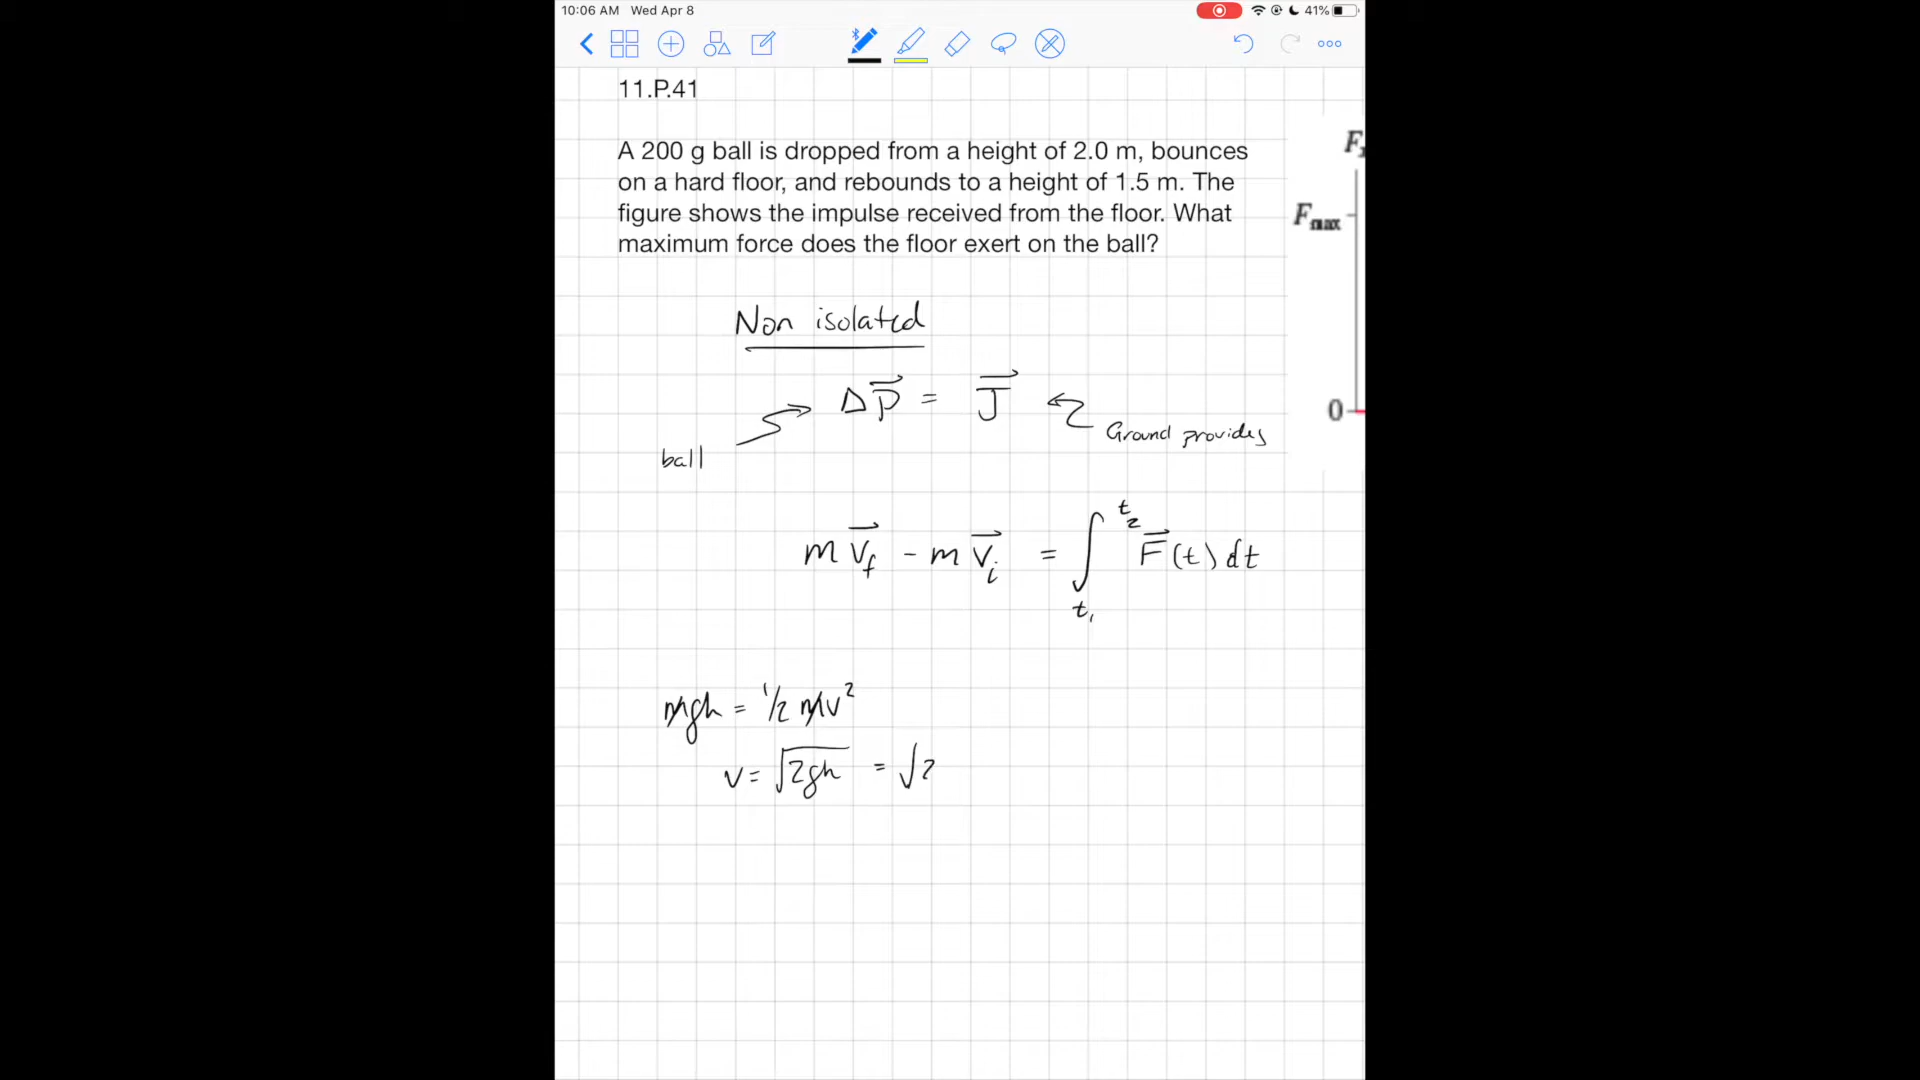 10:06 AM Wed Apr 8 41%
11.P.41
A 200 g ball is dropped from a height of 2.0 m, bounces
on a hard floor, and rebounds to a height of 1.5 m. The
figure shows the impulse received from the floor. What
maximum force does the floor exert on the ball?
Fₓ
Fmax
0
Non isolated
Δp⃗ = J⃗
ball
Ground provides
m v⃗_f - m v⃗_i = ∫_{t₁}^{t₂} F⃗(t) dt
mgh = 1/2 mv²
v = √2gh = √2